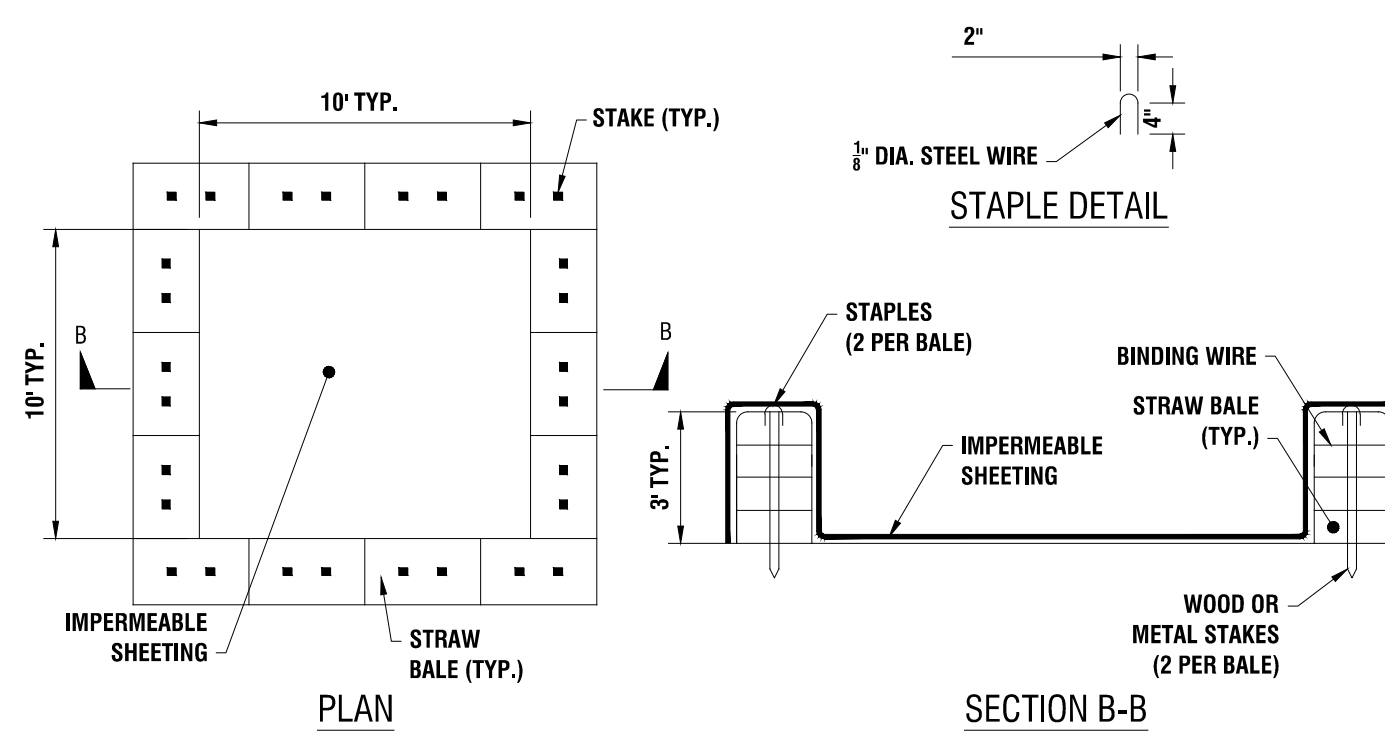 10' TYP.
STAKE (TYP.)
10' TYP.
B
B
IMPERMEABLE
SHEETING
STRAW
BALE (TYP.)
PLAN
2"
4"
1/8" DIA. STEEL WIRE
STAPLE DETAIL
STAPLES
(2 PER BALE)
BINDING WIRE
STRAW BALE
(TYP.)
3' TYP.
IMPERMEABLE
SHEETING
WOOD OR
METAL STAKES
(2 PER BALE)
SECTION B-B